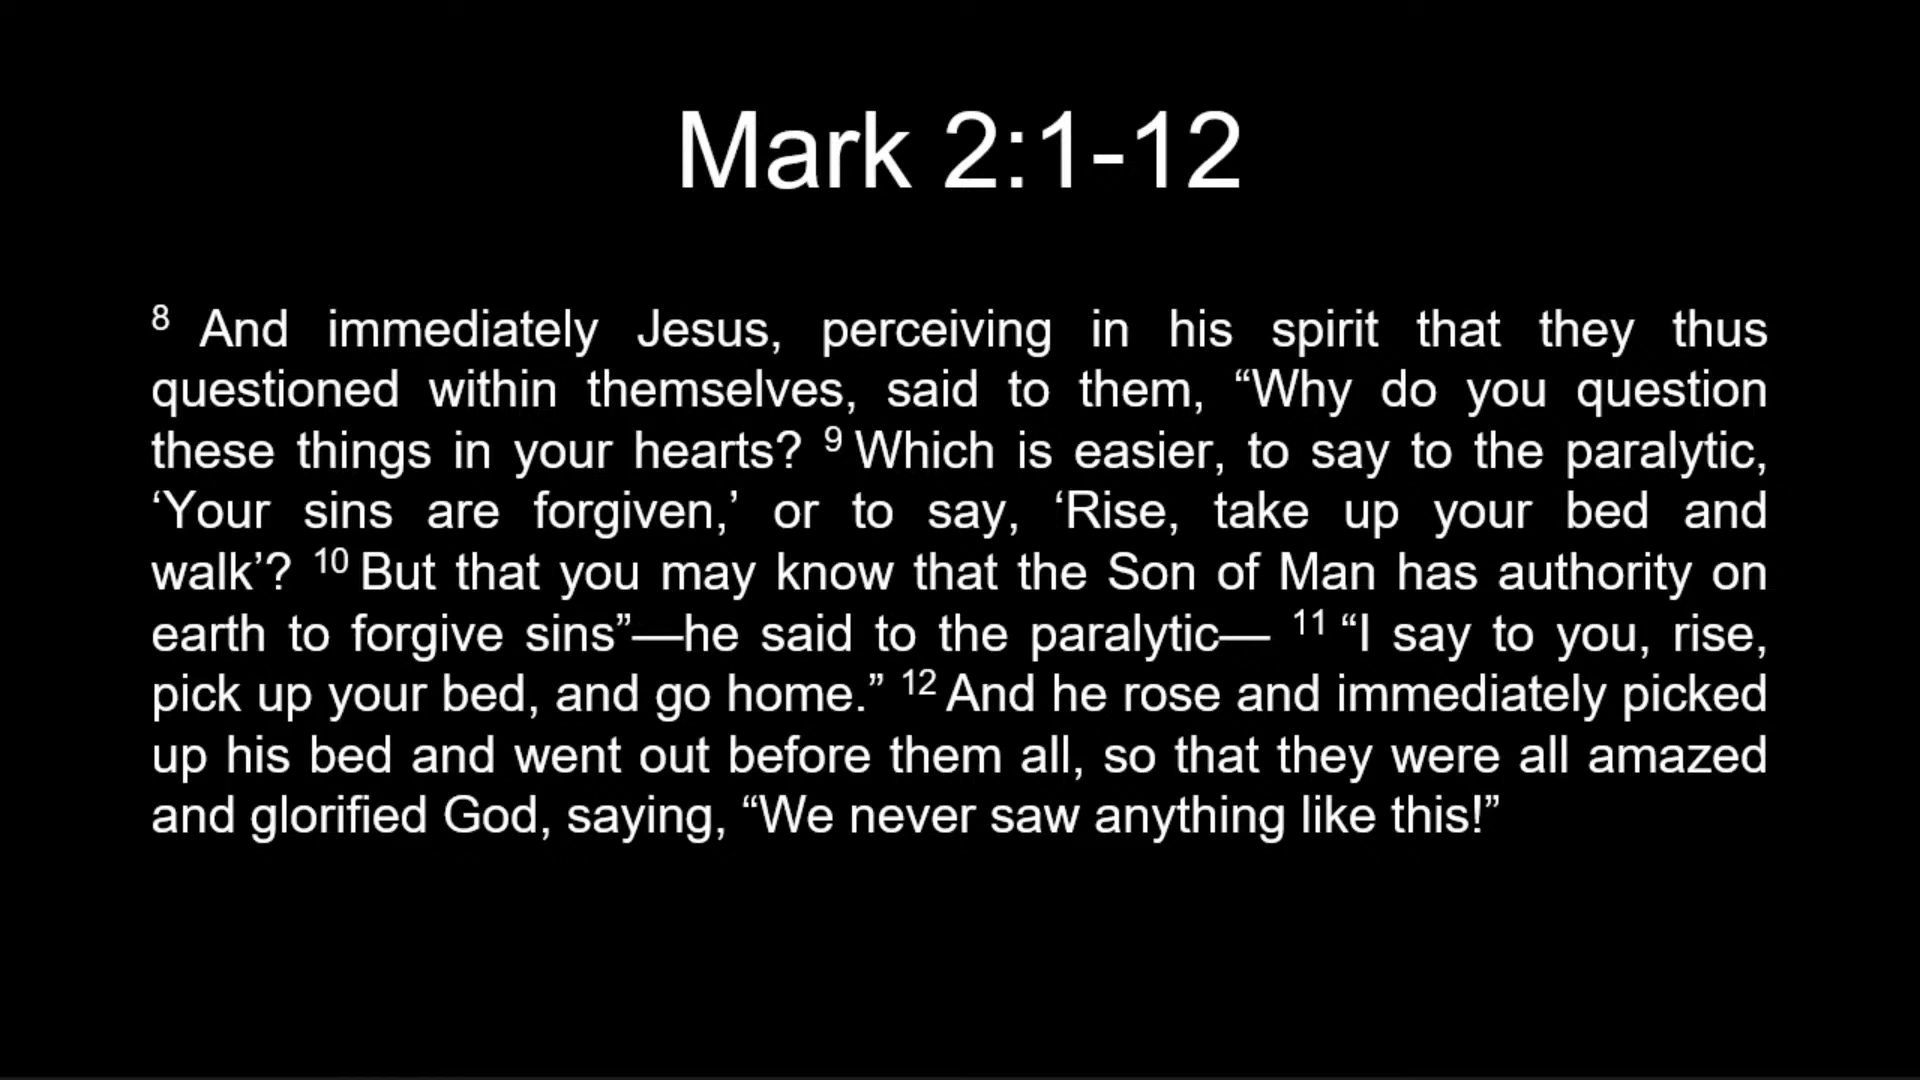 Mark 2:1-12
8 And immediately Jesus, perceiving in his spirit that they thus
questioned within themselves, said to them, “Why do you question
these things in your hearts? 9 Which is easier, to say to the paralytic,
‘Your sins are forgiven,’ or to say, ‘Rise, take up your bed and
walk’? 10 But that you may know that the Son of Man has authority on
earth to forgive sins”—he said to the paralytic— 11 “I say to you, rise,
pick up your bed, and go home.” 12 And he rose and immediately picked
up his bed and went out before them all, so that they were all amazed
and glorified God, saying, “We never saw anything like this!”